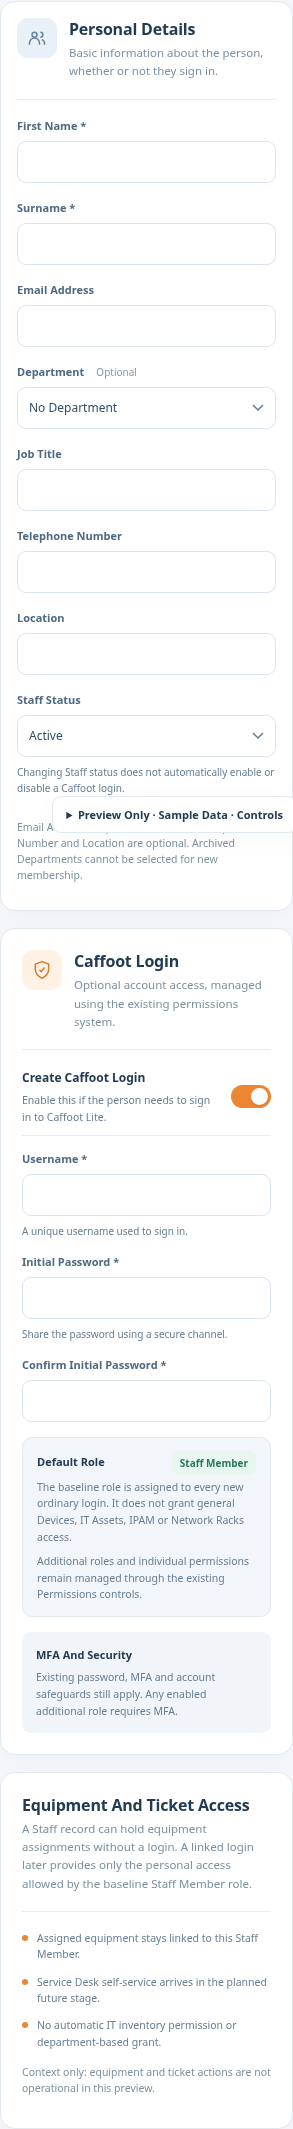 Personal Details
Basic information about the person,
whether or not they sign in.
First Name *
Surname *
Email Address
Department Optional
No Department
Job Title
Telephone Number
Location
Staff Status
Active
Changing Staff status does not automatically enable or
disable a Caffoot login.
▶ Preview Only · Sample Data · Controls
Email
Number and Location are optional. Archived
Departments cannot be selected for new
membership.
Caffoot Login
Optional account access, managed
using the existing permissions
system.
Create Caffoot Login
Enable this if the person needs to sign
in to Caffoot Lite.
Username *
A unique username used to sign in.
Initial Password *
Share the password using a secure channel.
Confirm Initial Password *
Default Role
Staff Member
The baseline role is assigned to every new
ordinary login. It does not grant general
Devices, IT Assets, IPAM or Network Racks
access.
Additional roles and individual permissions
remain managed through the existing
Permissions controls.
MFA And Security
Existing password, MFA and account
safeguards still apply. Any enabled
additional role requires MFA.
Equipment And Ticket Access
A Staff record can hold equipment
assignments without a login. A linked login
later provides only the personal access
allowed by the baseline Staff Member role.
Assigned equipment stays linked to this Staff
Member.
Service Desk self-service arrives in the planned
future stage.
No automatic IT inventory permission or
department-based grant.
Context only: equipment and ticket actions are not
operational in this preview.